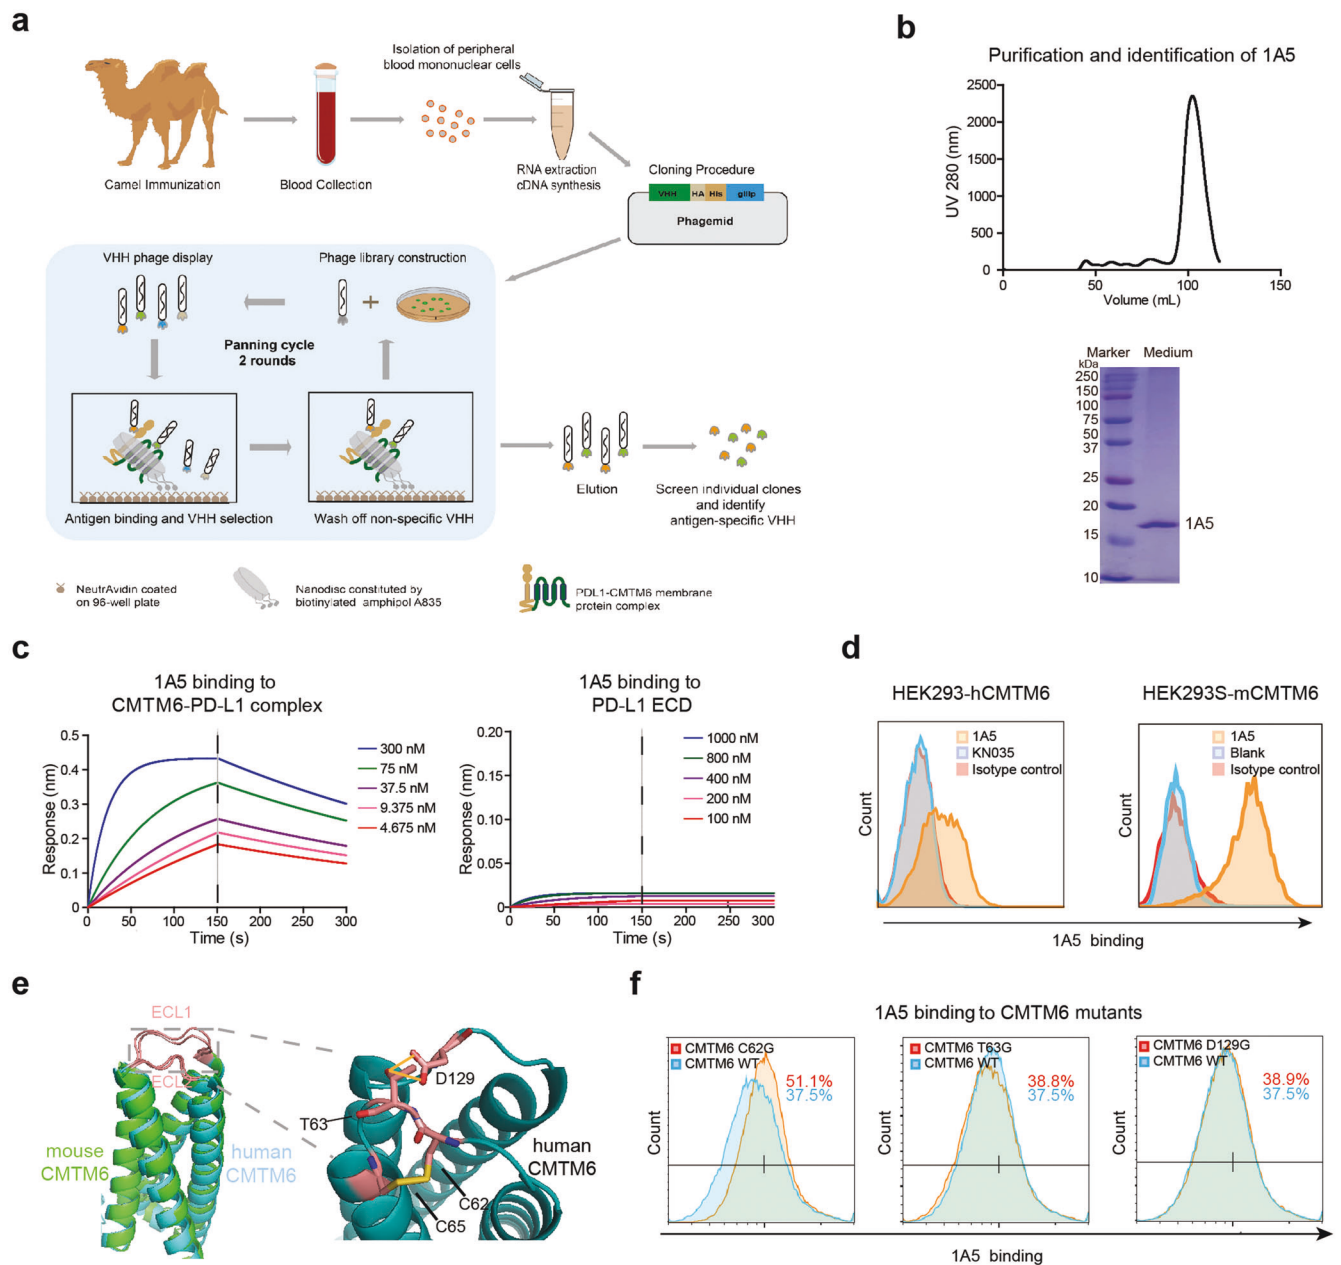 a
Isolation of peripheral
blood mononuclear cells
Camel Immunization
Blood Collection
RNA extraction
cDNA synthesis
Cloning Procedure
VHH HA His gIIIp
Phagemid
VHH phage display
Phage library construction
+
Panning cycle
2 rounds
Antigen binding and VHH selection
Wash off non-specific VHH
Elution
Screen individual clones
and identify
antigen-specific VHH
NeutrAvidin coated
on 96-well plate
Nanodisc constituted by
biotinylated amphipol A835
PDL1-CMTM6 membrane
protein complex
b
Purification and identification of 1A5
UV 280 (nm)
2500
2000
1500
1000
500
0
0 50 100 150
Volume (mL)
Marker Medium
kDa
250
150
100
75
50
37
25
20
15
10
1A5
c
1A5 binding to
CMTM6-PD-L1 complex
Response (nm)
0.5
0.4
0.3
0.2
0.1
0
0 50 100 150 200 250 300
Time (s)
300 nM
75 nM
37.5 nM
9.375 nM
4.675 nM
1A5 binding to
PD-L1 ECD
Response (nm)
0.20
0.15
0.10
0.05
0
0 50 100 150 200 250 300
Time (s)
1000 nM
800 nM
400 nM
200 nM
100 nM
d
HEK293-hCMTM6
Count
1A5
KN035
Isotype control
HEK293S-mCMTM6
Count
1A5
Blank
Isotype control
1A5 binding
e
ECL1
ECL2
mouse
CMTM6
human
CMTM6
D129
T63
C62
C65
human
CMTM6
f
1A5 binding to CMTM6 mutants
Count
CMTM6 C62G
CMTM6 WT
51.1%
37.5%
Count
CMTM6 T63G
CMTM6 WT
38.8%
37.5%
Count
CMTM6 D129G
CMTM6 WT
38.9%
37.5%
1A5 binding